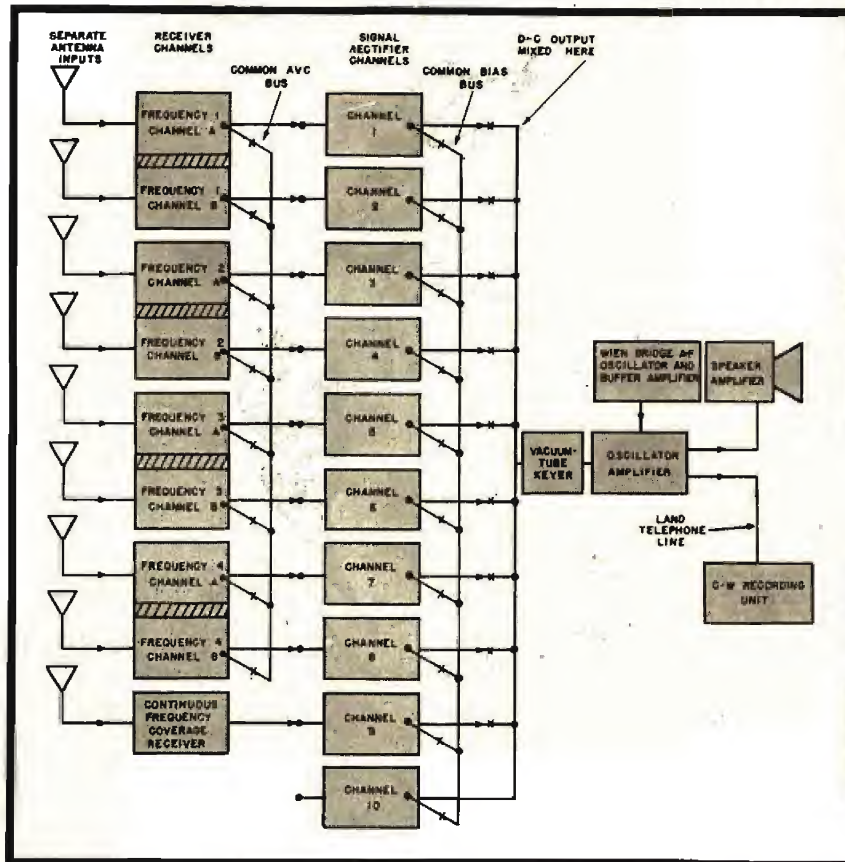 SEPARATE
ANTENNA
INPUTS
RECEIVER
CHANNELS
COMMON AVC
BUS
SIGNAL
RECTIFIER
CHANNELS
COMMON BIAS
BUS
D-C OUTPUT
MIXED HERE
FREQUENCY 1
CHANNEL A
FREQUENCY 1
CHANNEL B
FREQUENCY 2
CHANNEL A
FREQUENCY 2
CHANNEL B
FREQUENCY 3
CHANNEL A
FREQUENCY 3
CHANNEL B
FREQUENCY 4
CHANNEL A
FREQUENCY 4
CHANNEL B
CONTINUOUS
FREQUENCY
COVERAGE
RECEIVER
CHANNEL
1
CHANNEL
2
CHANNEL
3
CHANNEL
4
CHANNEL
5
CHANNEL
6
CHANNEL
7
CHANNEL
8
CHANNEL
9
CHANNEL
10
VACUUM-
TUBE
KEYER
WIEN BRIDGE A-F
OSCILLATOR AND
BUFFER AMPLIFIER
SPEAKER
AMPLIFIER
OSCILLATOR
AMPLIFIER
LAND
TELEPHONE
LINE
C-W RECORDING
UNIT